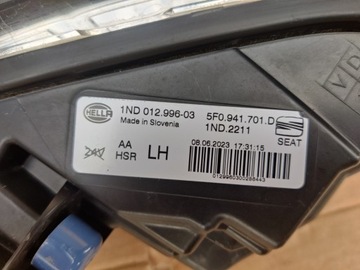 HELLA
1ND 012.996-03 5F0.941.701.D
Made in Slovenia 1ND.2211
SEAT
AA
HSR LH 08.06.2023 17:31:15